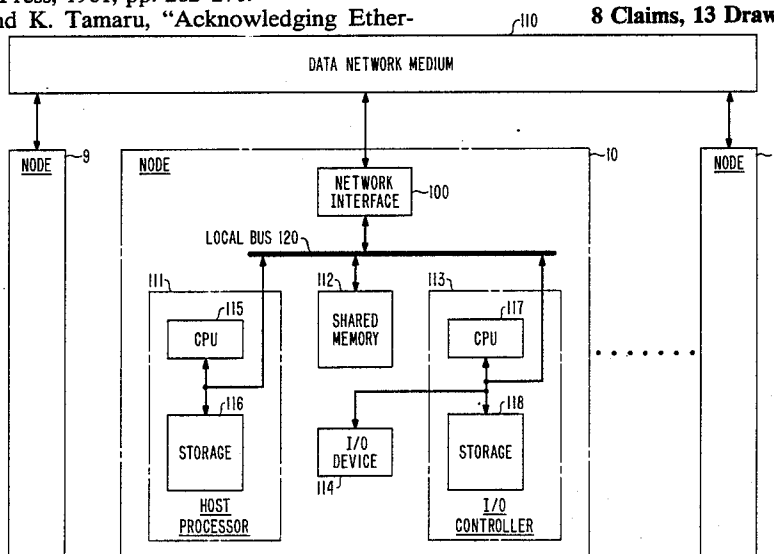 nd K. Tamaru, "Acknowledging Ether-
8 Claims, 13 Draw
110
DATA NETWORK MEDIUM
NODE 9
NODE 10
NODE
NETWORK INTERFACE 100
LOCAL BUS 120
111
115
CPU
116
STORAGE
HOST PROCESSOR
112
SHARED MEMORY
I/O DEVICE
114
113
117
CPU
118
STORAGE
I/O CONTROLLER